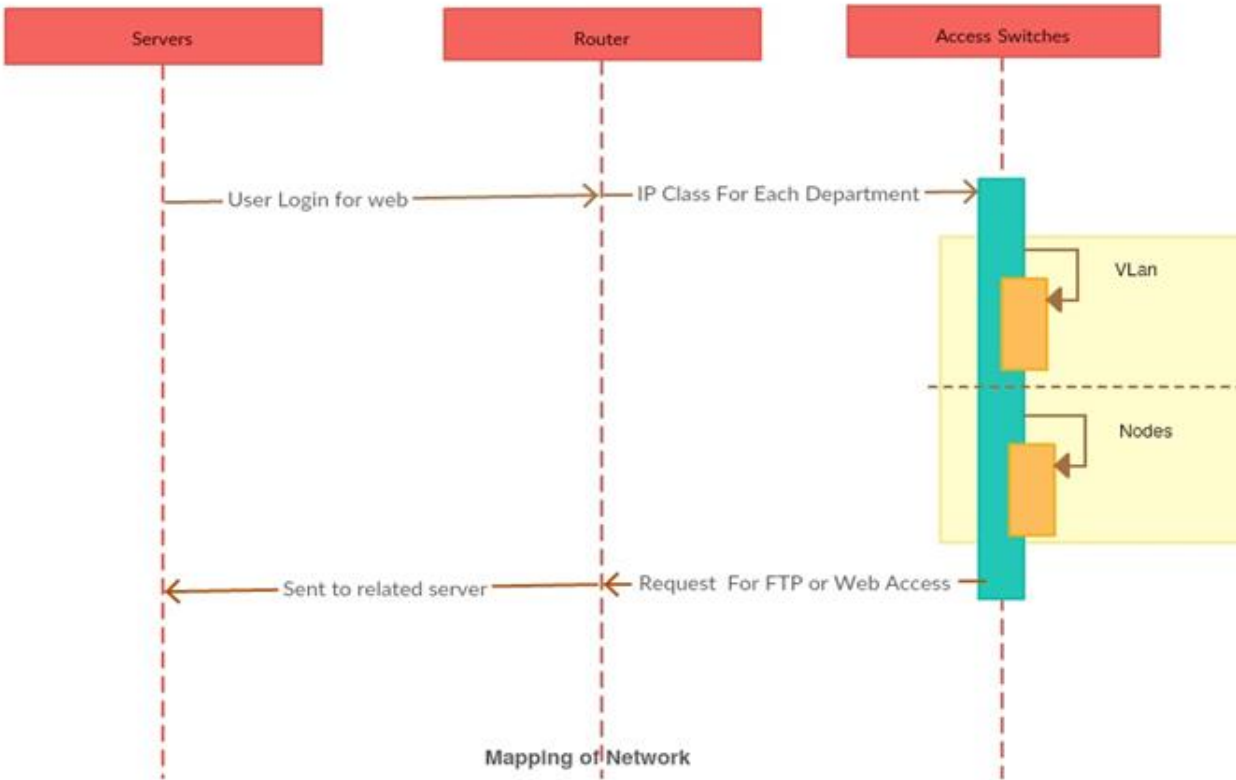 Servers
Router
Access Switches
User Login for web
IP Class For Each Department
VLan
Nodes
Sent to related server
Request For FTP or Web Access
Mapping of Network